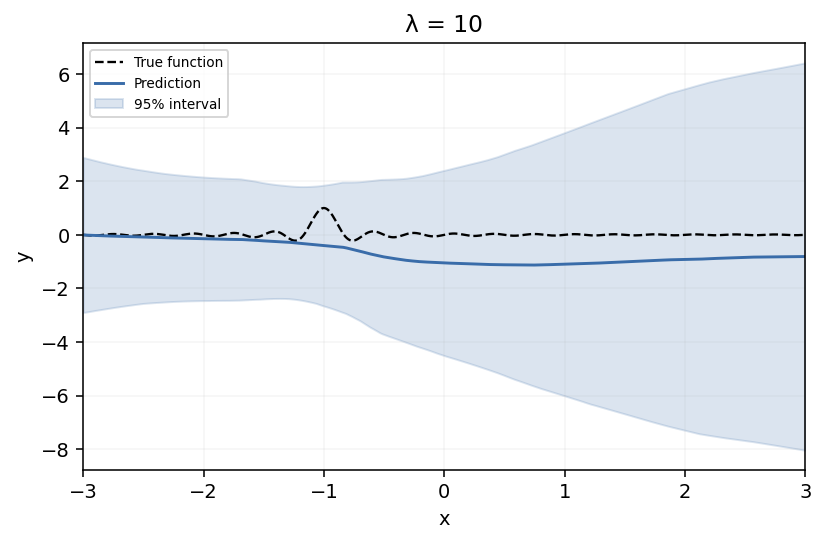 λ = 10
True function
Prediction
95% interval
6
4
2
0
−2
−4
−6
−8
y
−3 −2 −1 0 1 2 3
x